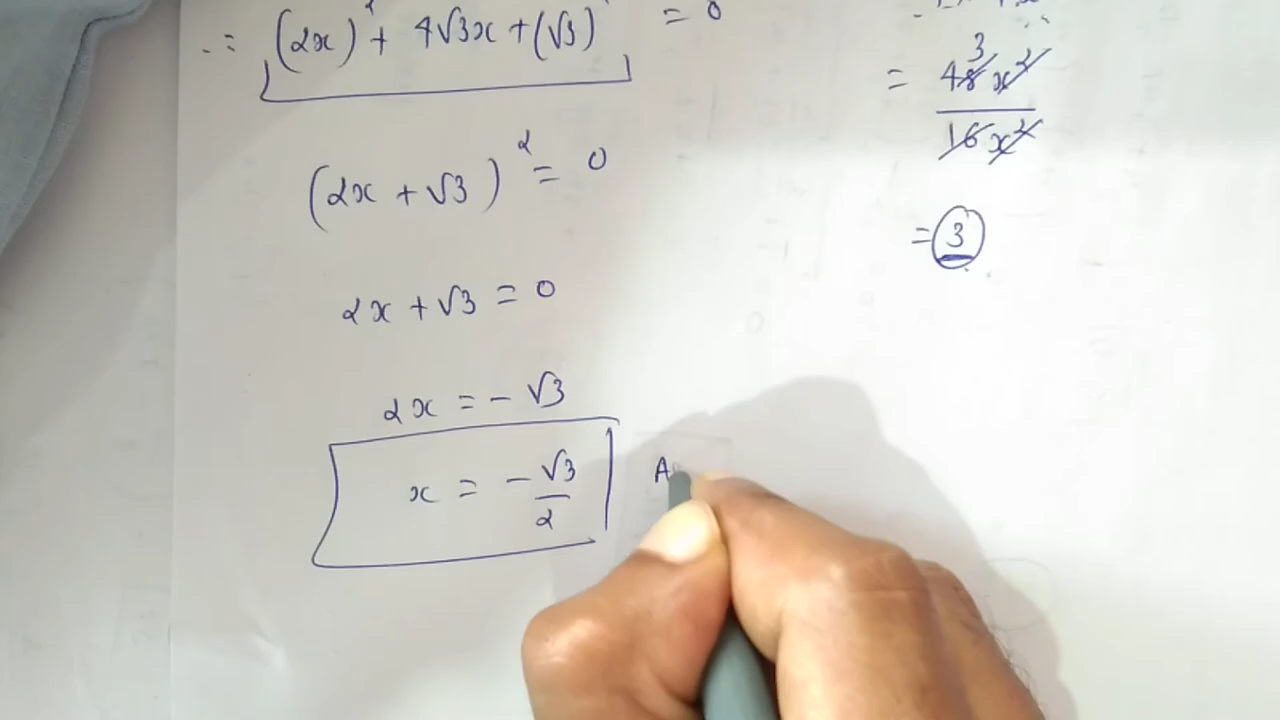 ∴ (2x)² + 4√3x + (√3)² = 0
(2x + √3)² = 0
2x + √3 = 0
2x = - √3
x = - √3/2
A
= 48x²/16x² 3
= 3